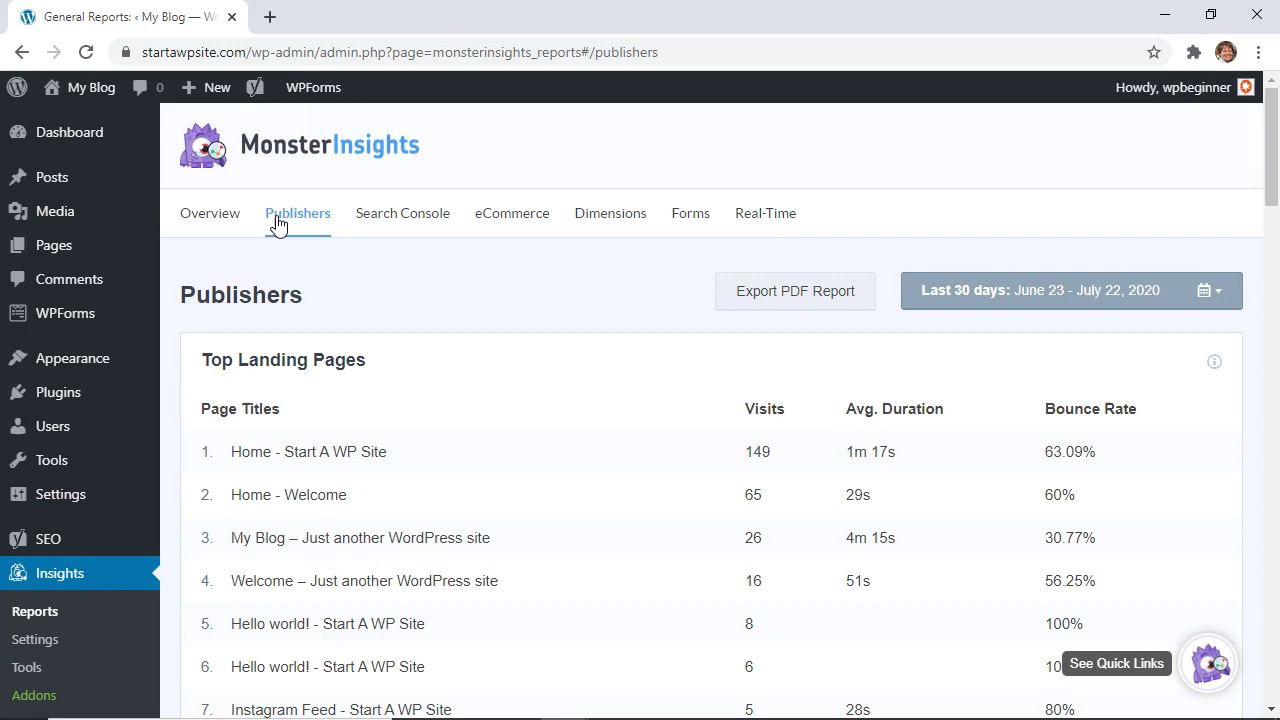 General Reports: ‹ My Blog — Wo
startawpsite.com/wp-admin/admin.php?page=monsterinsights_reports#/publishers
My Blog 0 New WPForms Howdy, wpbeginner
Dashboard
Posts
Media
Pages
Comments
WPForms
Appearance
Plugins
Users
Tools
Settings
SEO
Insights
Reports
Settings
Tools
Addons
MonsterInsights
Overview Publishers Search Console eCommerce Dimensions Forms Real-Time
Publishers Export PDF Report Last 30 days: June 23 - July 22, 2020
Top Landing Pages
Page Titles Visits Avg. Duration Bounce Rate
1. Home - Start A WP Site 149 1m 17s 63.09%
2. Home - Welcome 65 29s 60%
3. My Blog – Just another WordPress site 26 4m 15s 30.77%
4. Welcome – Just another WordPress site 16 51s 56.25%
5. Hello world! - Start A WP Site 8 100%
6. Hello world! - Start A WP Site 6 10
See Quick Links
7. Instagram Feed - Start A WP Site 5 28s 80%